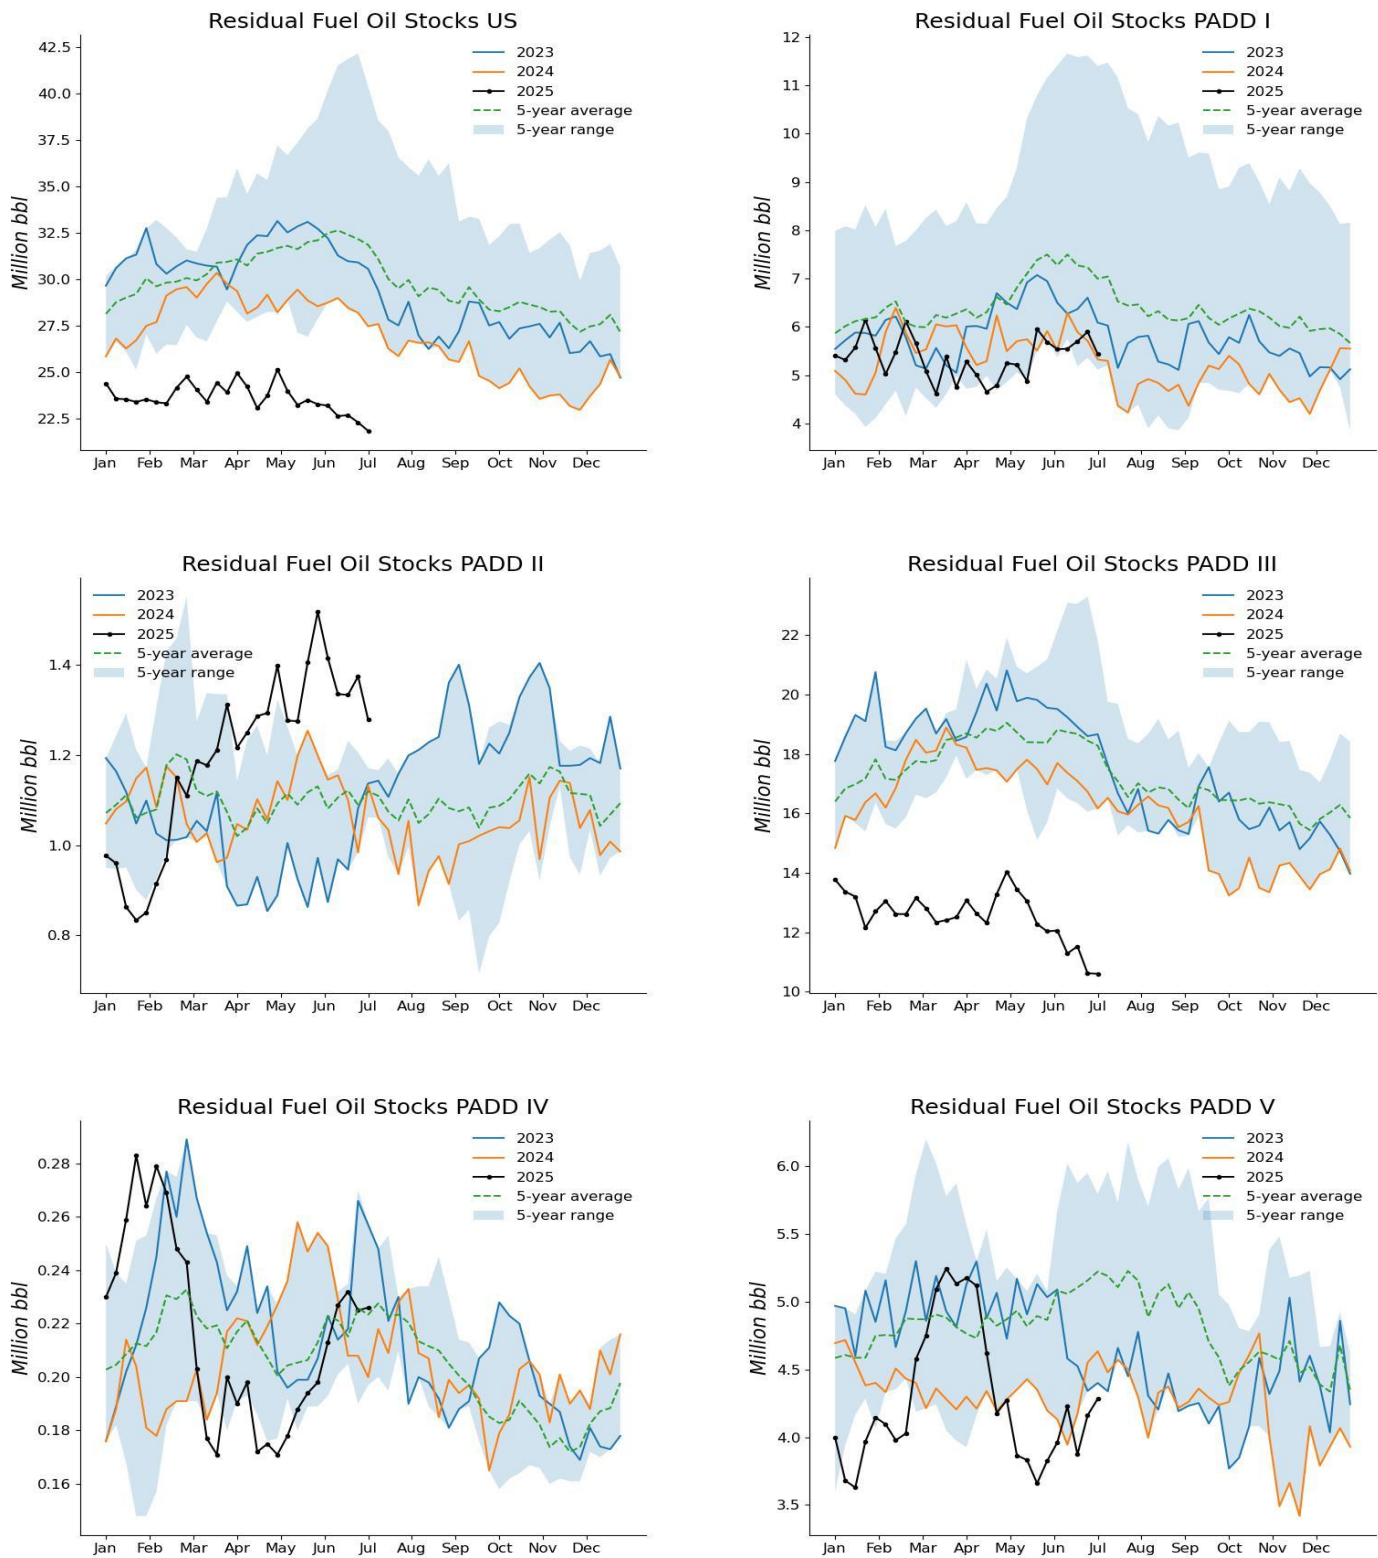 Residual Fuel Oil Stocks US
Million bbl
42.5
40.0
37.5
35.0
32.5
30.0
27.5
25.0
22.5
2023
2024
2025
5-year average
5-year range
Jan Feb Mar Apr May Jun Jul Aug Sep Oct Nov Dec
Residual Fuel Oil Stocks PADD I
Million bbl
12
11
10
9
8
7
6
5
4
2023
2024
2025
5-year average
5-year range
Jan Feb Mar Apr May Jun Jul Aug Sep Oct Nov Dec
Residual Fuel Oil Stocks PADD II
Million bbl
1.4
1.2
1.0
0.8
2023
2024
2025
5-year average
5-year range
Jan Feb Mar Apr May Jun Jul Aug Sep Oct Nov Dec
Residual Fuel Oil Stocks PADD III
Million bbl
22
20
18
16
14
12
10
2023
2024
2025
5-year average
5-year range
Jan Feb Mar Apr May Jun Jul Aug Sep Oct Nov Dec
Residual Fuel Oil Stocks PADD IV
Million bbl
0.28
0.26
0.24
0.22
0.20
0.18
0.16
2023
2024
2025
5-year average
5-year range
Jan Feb Mar Apr May Jun Jul Aug Sep Oct Nov Dec
Residual Fuel Oil Stocks PADD V
Million bbl
6.0
5.5
5.0
4.5
4.0
3.5
2023
2024
2025
5-year average
5-year range
Jan Feb Mar Apr May Jun Jul Aug Sep Oct Nov Dec